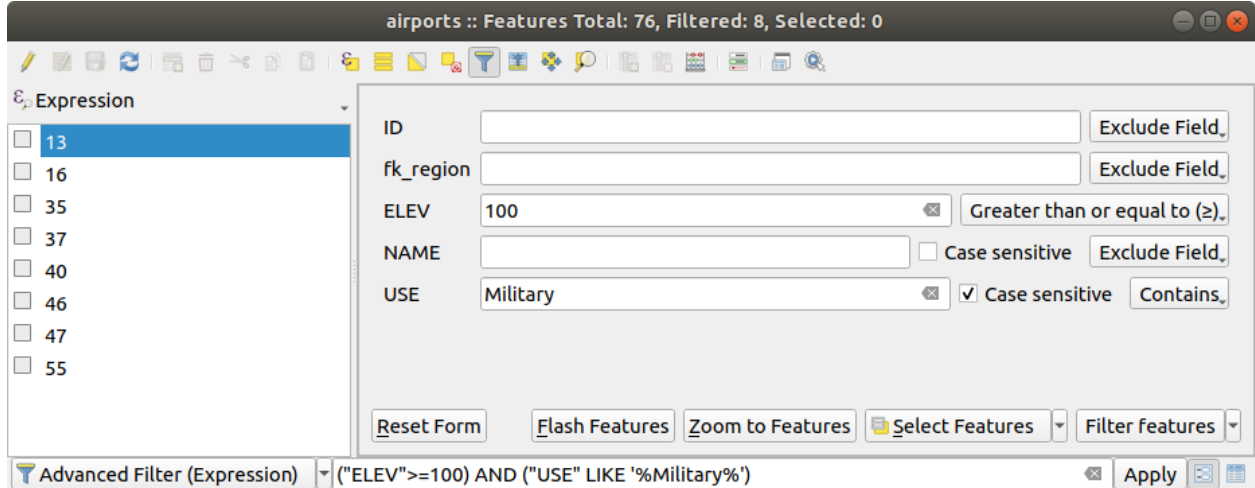 airports :: Features Total: 76, Filtered: 8, Selected: 0
Expression
13
16
35
37
40
46
47
55
ID Exclude Field
fk_region Exclude Field
ELEV 100 Greater than or equal to (≥)
NAME Case sensitive Exclude Field
USE Military Case sensitive Contains
Reset Form Flash Features Zoom to Features Select Features Filter features
Advanced Filter (Expression) ("ELEV">=100) AND ("USE" LIKE '%Military%') Apply